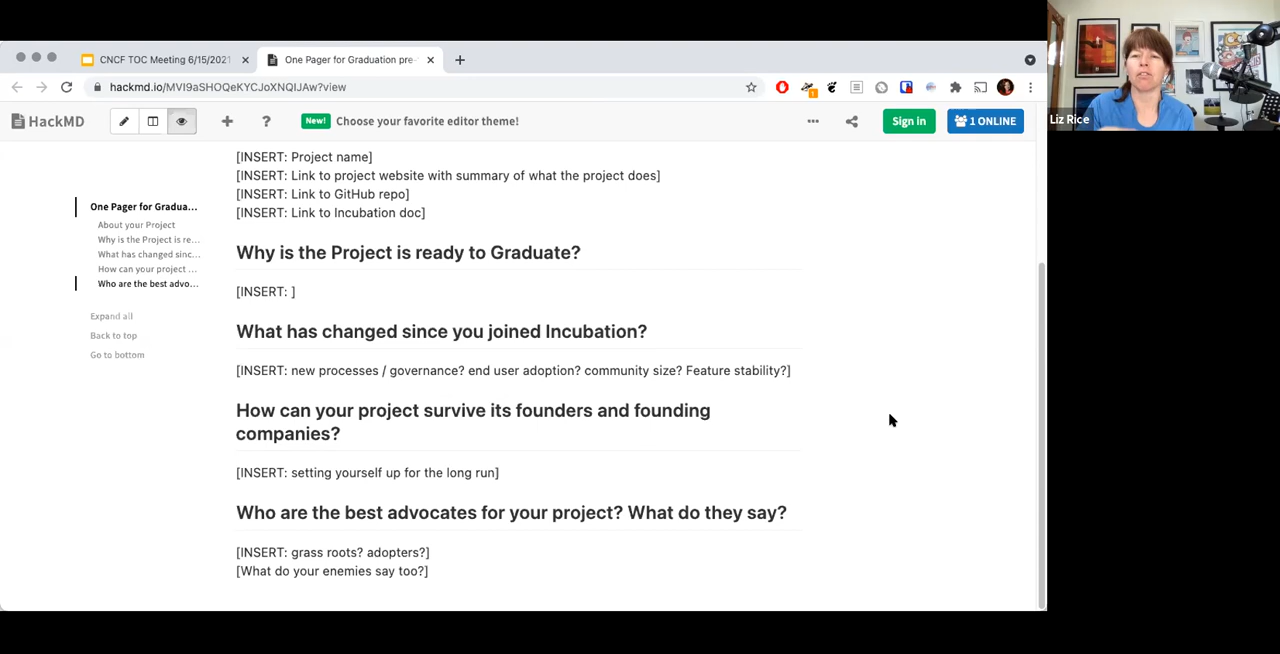 CNCF TOC Meeting 6/15/2021
One Pager for Graduation pre
hackmd.io/MVI9aSHOQeKYCJoXNQIJAw?view
1
HackMD
New! Choose your favorite editor theme!
Sign in
1 ONLINE
Liz Rice
One Pager for Gradua...
About your Project
Why is the Project is re...
What has changed sinc...
How can your project ...
Who are the best advo...
Expand all
Back to top
Go to bottom
[INSERT: Project name]
[INSERT: Link to project website with summary of what the project does]
[INSERT: Link to GitHub repo]
[INSERT: Link to Incubation doc]
Why is the Project is ready to Graduate?
[INSERT: ]
What has changed since you joined Incubation?
[INSERT: new processes / governance? end user adoption? community size? Feature stability?]
How can your project survive its founders and founding
companies?
[INSERT: setting yourself up for the long run]
Who are the best advocates for your project? What do they say?
[INSERT: grass roots? adopters?]
[What do your enemies say too?]